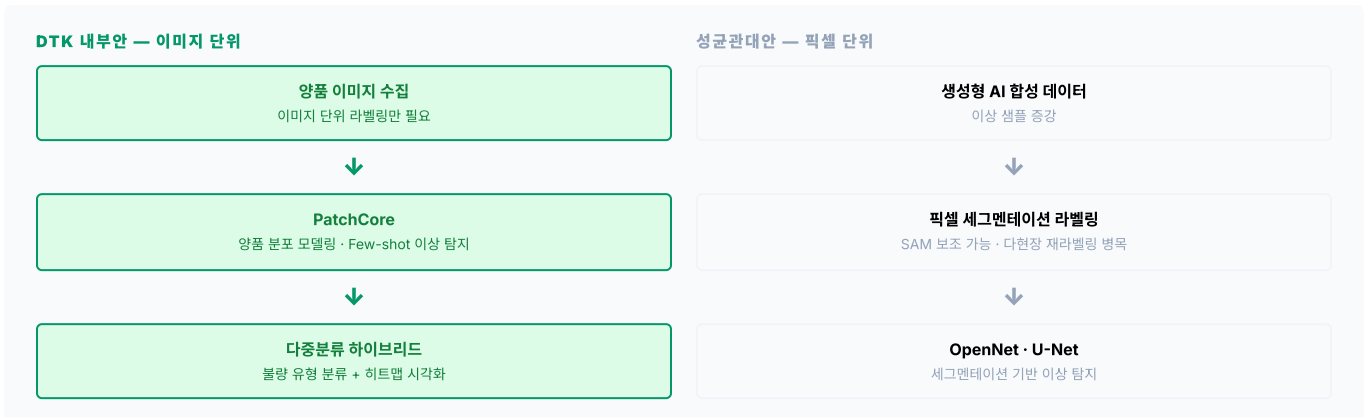 DTK 내부안 — 이미지 단위
양품 이미지 수집
이미지 단위 라벨링만 필요
PatchCore
양품 분포 모델링 · Few-shot 이상 탐지
다중분류 하이브리드
불량 유형 분류 + 히트맵 시각화
성균관대안 — 픽셀 단위
생성형 AI 합성 데이터
이상 샘플 증강
픽셀 세그멘테이션 라벨링
SAM 보조 가능 · 다현장 재라벨링 병목
OpenNet · U-Net
세그멘테이션 기반 이상 탐지